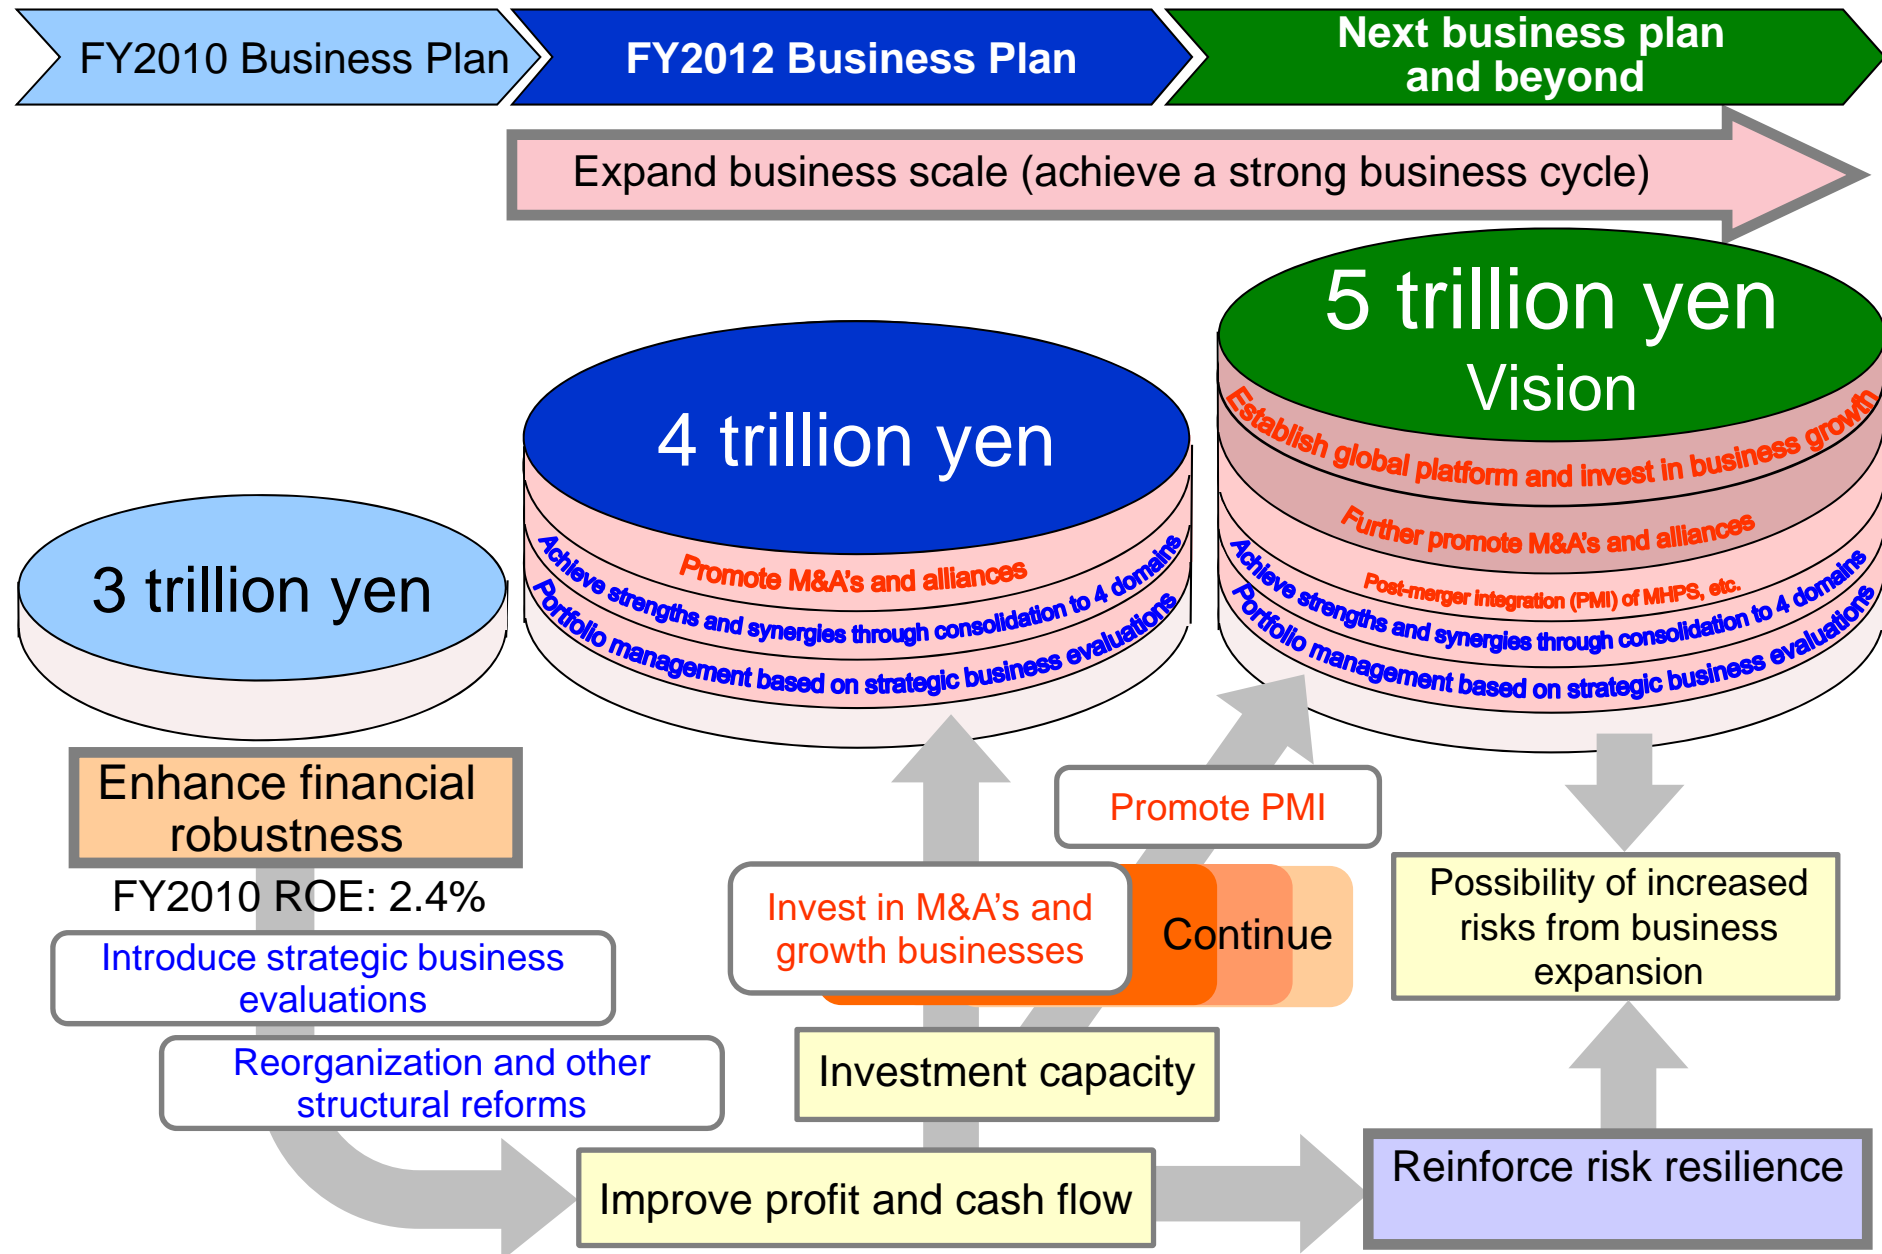 FY2010 Business Plan
FY2012 Business Plan
Next business plan
and beyond
Expand business scale (achieve a strong business cycle)
3 trillion yen
4 trillion yen
Promote M&A's and alliances
Achieve strengths and synergies through consolidation to 4 domains
Portfolio management based on strategic business evaluations
5 trillion yen
Vision
Establish global platform and invest in business growth
Further promote M&A's and alliances
Post-merger integration (PMI) of MHPS, etc.
Achieve strengths and synergies through consolidation to 4 domains
Portfolio management based on strategic business evaluations
Enhance financial
robustness
FY2010 ROE: 2.4%
Introduce strategic business
evaluations
Reorganization and other
structural reforms
Promote PMI
Invest in M&A's and
growth businesses
Continue
Investment capacity
Improve profit and cash flow
Possibility of increased
risks from business
expansion
Reinforce risk resilience